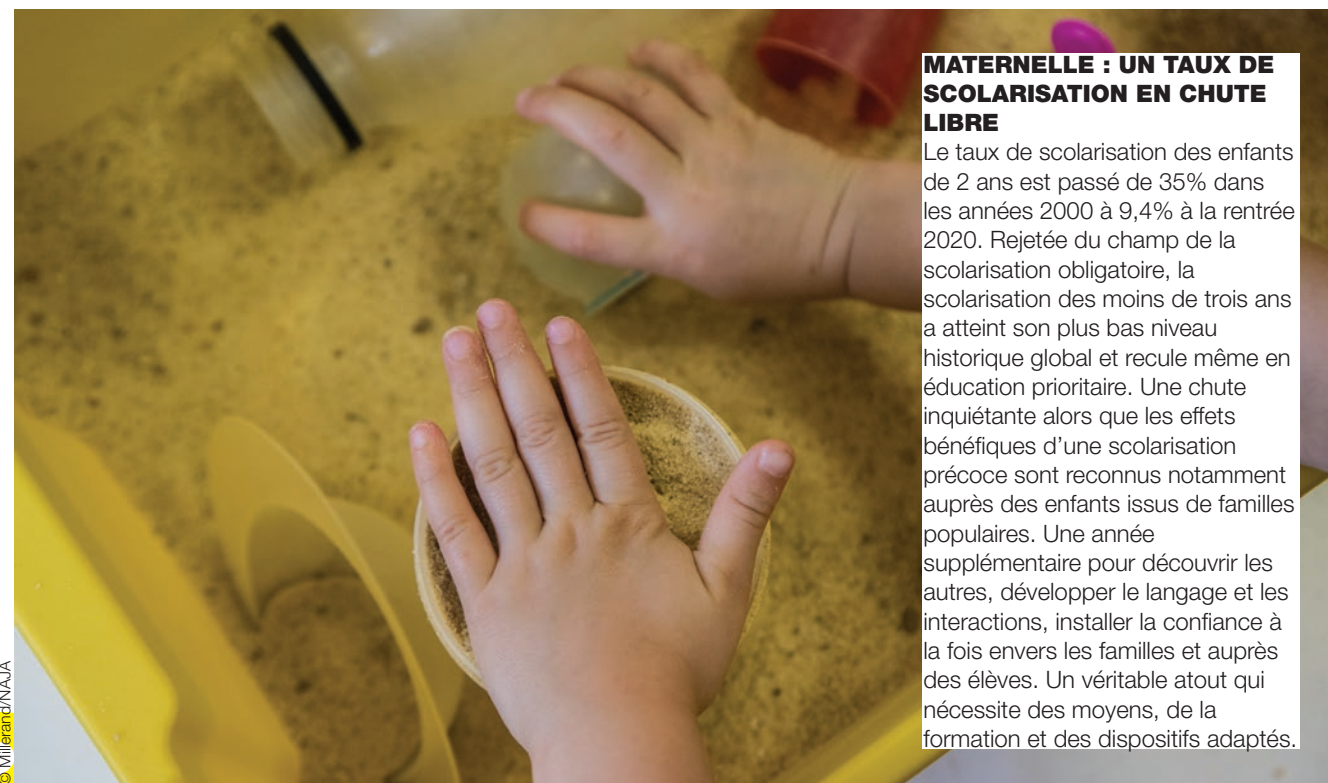 MATERNELLE : UN TAUX DE
SCOLARISATION EN CHUTE
LIBRE
Le taux de scolarisation des enfants
de 2 ans est passé de 35% dans
les années 2000 à 9,4% à la rentrée
2020. Rejetée du champ de la
scolarisation obligatoire, la
scolarisation des moins de trois ans
a atteint son plus bas niveau
historique global et recule même en
éducation prioritaire. Une chute
inquiétante alors que les effets
bénéfiques d’une scolarisation
précoce sont reconnus notamment
auprès des enfants issus de familles
populaires. Une année
supplémentaire pour découvrir les
autres, développer le langage et les
interactions, installer la confiance à
la fois envers les familles et auprès
des élèves. Un véritable atout qui
nécessite des moyens, de la
formation et des dispositifs adaptés.
© Millerand/NAJA